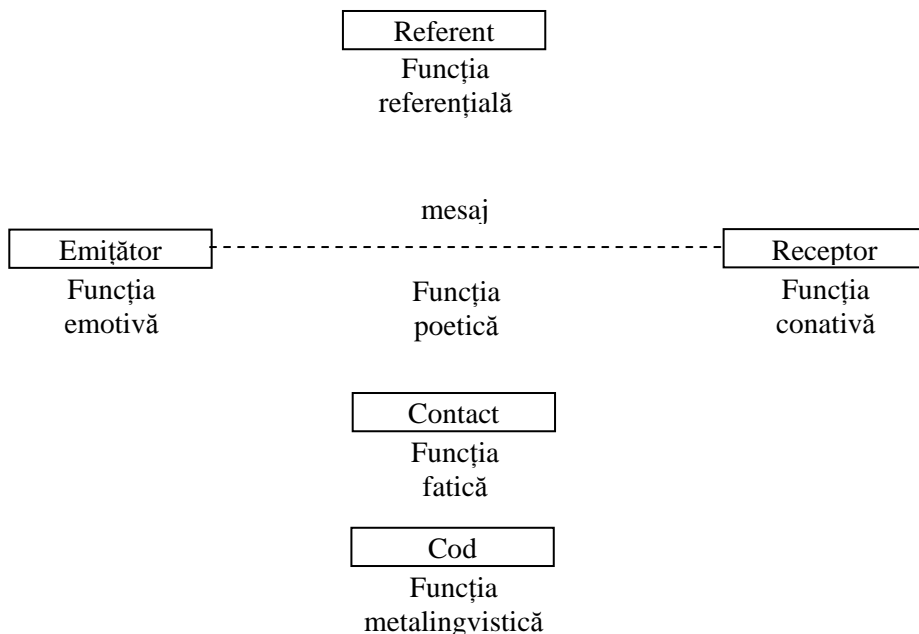 Referent
Funcția
referențială
mesaj
Emițător
Receptor
Funcția
emotivă
Funcția
poetică
Funcția
conativă
Contact
Funcția
fatică
Cod
Funcția
metalingvistică